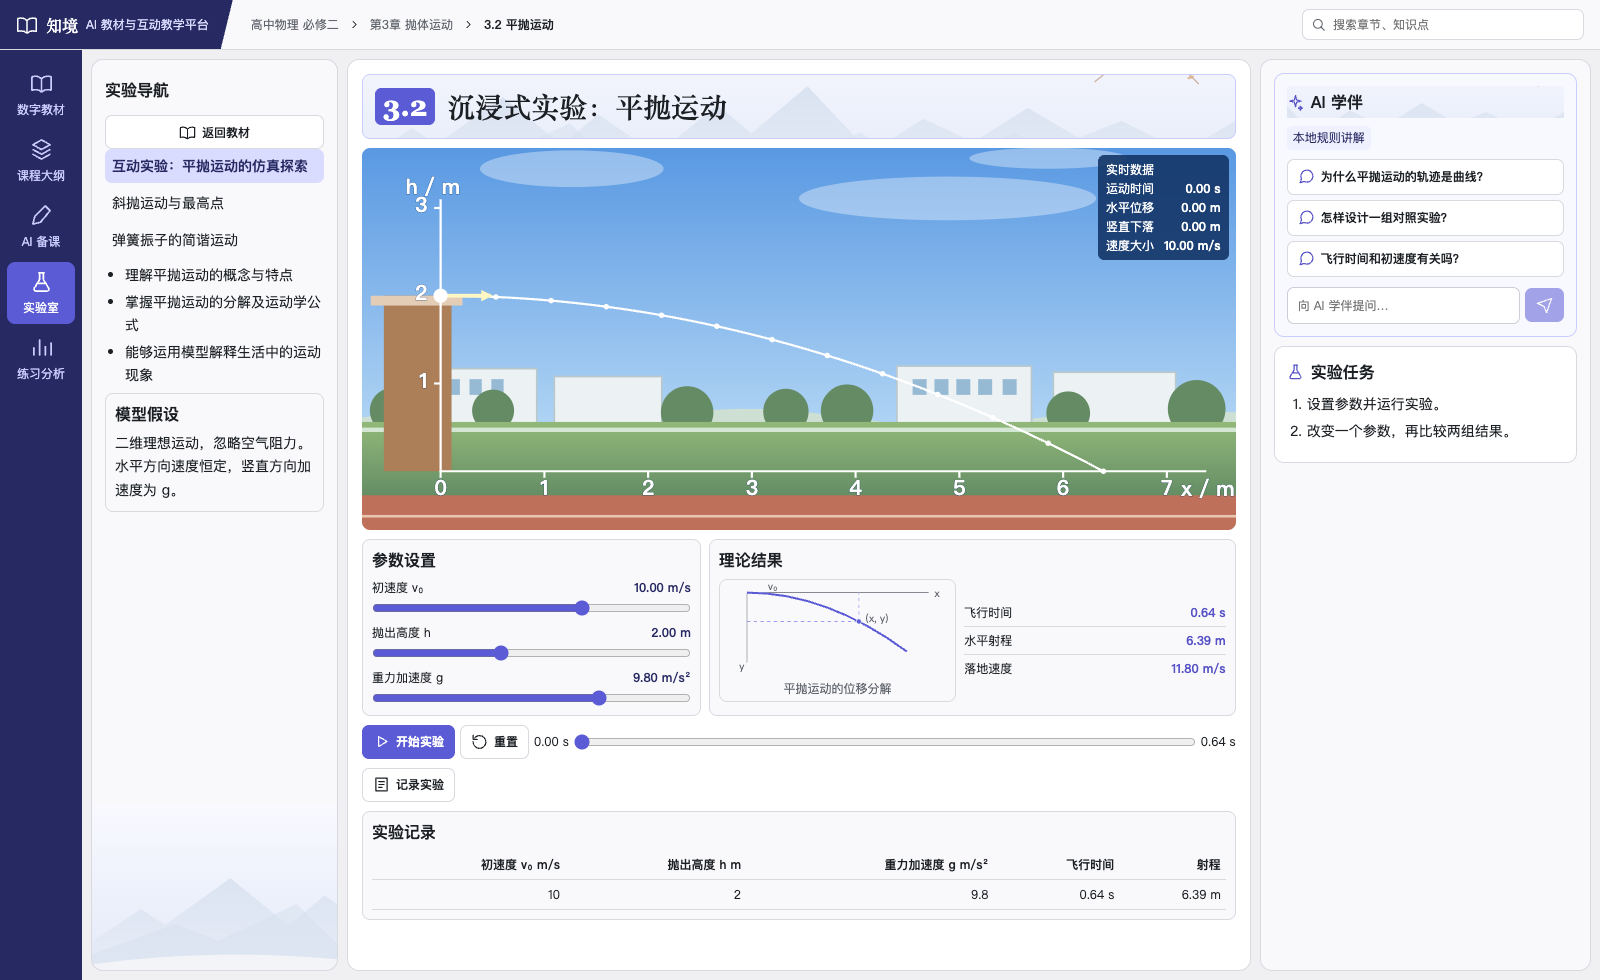 知境 AI 教材与互动教学平台
高中物理 必修二 > 第3章 抛体运动 > 3.2 平抛运动
搜索章节、知识点
数字教材
课程大纲
AI 备课
实验室
练习分析
实验导航
返回教材
互动实验：平抛运动的仿真探索
斜抛运动与最高点
弹簧振子的简谐运动
• 理解平抛运动的概念与特点
• 掌握平抛运动的分解及运动学公
式
• 能够运用模型解释生活中的运动
现象
模型假设
二维理想运动，忽略空气阻力。
水平方向速度恒定，竖直方向加
速度为 g。
3.2 沉浸式实验：平抛运动
h / m
3
2
1
0 1 2 3 4 5 6 7 x / m
实时数据
运动时间 0.00 s
水平位移 0.00 m
竖直下落 0.00 m
速度大小 10.00 m/s
参数设置
初速度 v₀ 10.00 m/s
抛出高度 h 2.00 m
重力加速度 g 9.80 m/s²
理论结果
v₀
x
(x, y)
y
平抛运动的位移分解
飞行时间 0.64 s
水平射程 6.39 m
落地速度 11.80 m/s
开始实验 重置 0.00 s 0.64 s
记录实验
实验记录
初速度 v₀ m/s 抛出高度 h m 重力加速度 g m/s² 飞行时间 射程
10 2 9.8 0.64 s 6.39 m
AI 学伴
本地规则讲解
为什么平抛运动的轨迹是曲线?
怎样设计一组对照实验?
飞行时间和初速度有关吗?
向 AI 学伴提问…
实验任务
1. 设置参数并运行实验。
2. 改变一个参数，再比较两组结果。